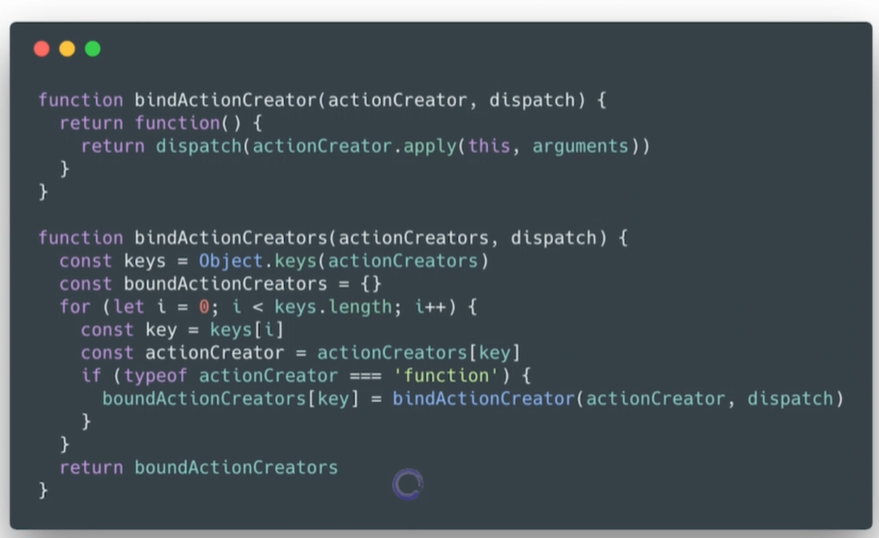 function bindActionCreator(actionCreator, dispatch) {
  return function() {
    return dispatch(actionCreator.apply(this, arguments))
  }
}

function bindActionCreators(actionCreators, dispatch) {
  const keys = Object.keys(actionCreators)
  const boundActionCreators = {}
  for (let i = 0; i < keys.length; i++) {
    const key = keys[i]
    const actionCreator = actionCreators[key]
    if (typeof actionCreator === 'function') {
      boundActionCreators[key] = bindActionCreator(actionCreator, dispatch)
    }
  }
  return boundActionCreators
}